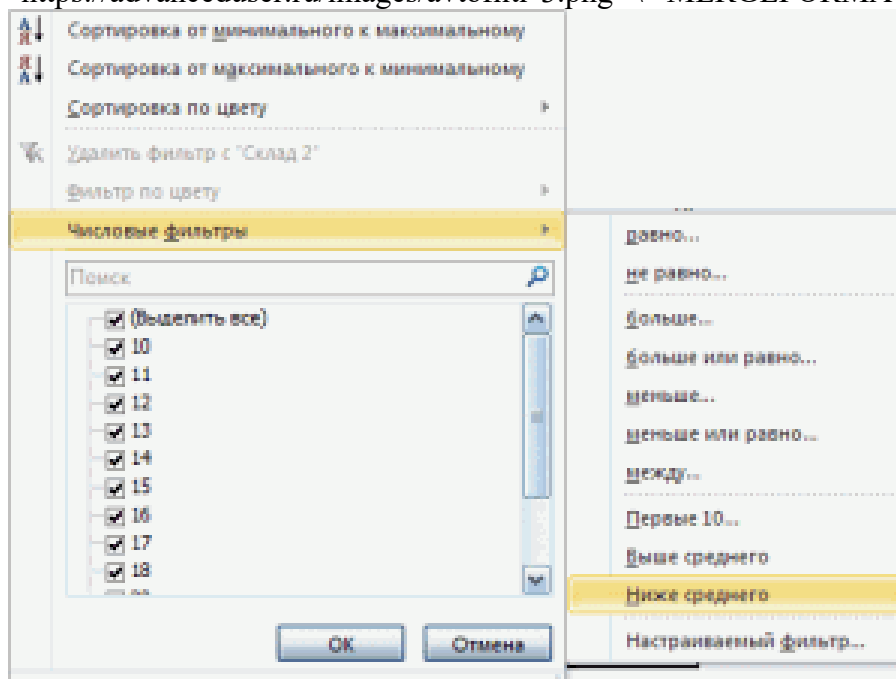 Сортировка от минимального к максимальному
Сортировка от максимального к минимальному
Сортировка по цвету
Удалить фильтр с "Склад 2"
Фильтр по цвету
Числовые фильтры
Поиск
(Выделить все)
10
11
12
13
14
15
16
17
18
ОК
Отмена
равно...
не равно...
больше...
больше или равно...
меньше...
меньше или равно...
между...
Первые 10...
Выше среднего
Ниже среднего
Настраиваемый фильтр...